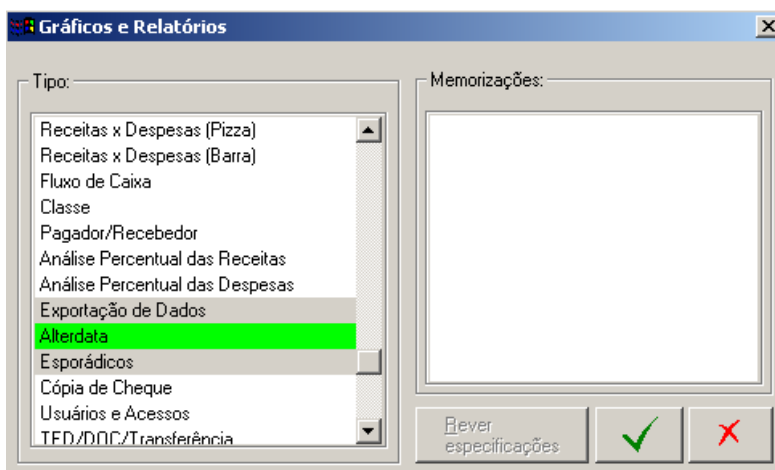 Gráficos e Relatórios
Tipo:
Receitas x Despesas (Pizza)
Receitas x Despesas (Barra)
Fluxo de Caixa
Classe
Pagador/Recebedor
Análise Percentual das Receitas
Análise Percentual das Despesas
Exportação de Dados
Alterdata
Esporádicos
Cópia de Cheque
Usuários e Acessos
TED/DOC/Transferência
Memorizações:
Rever
especificações